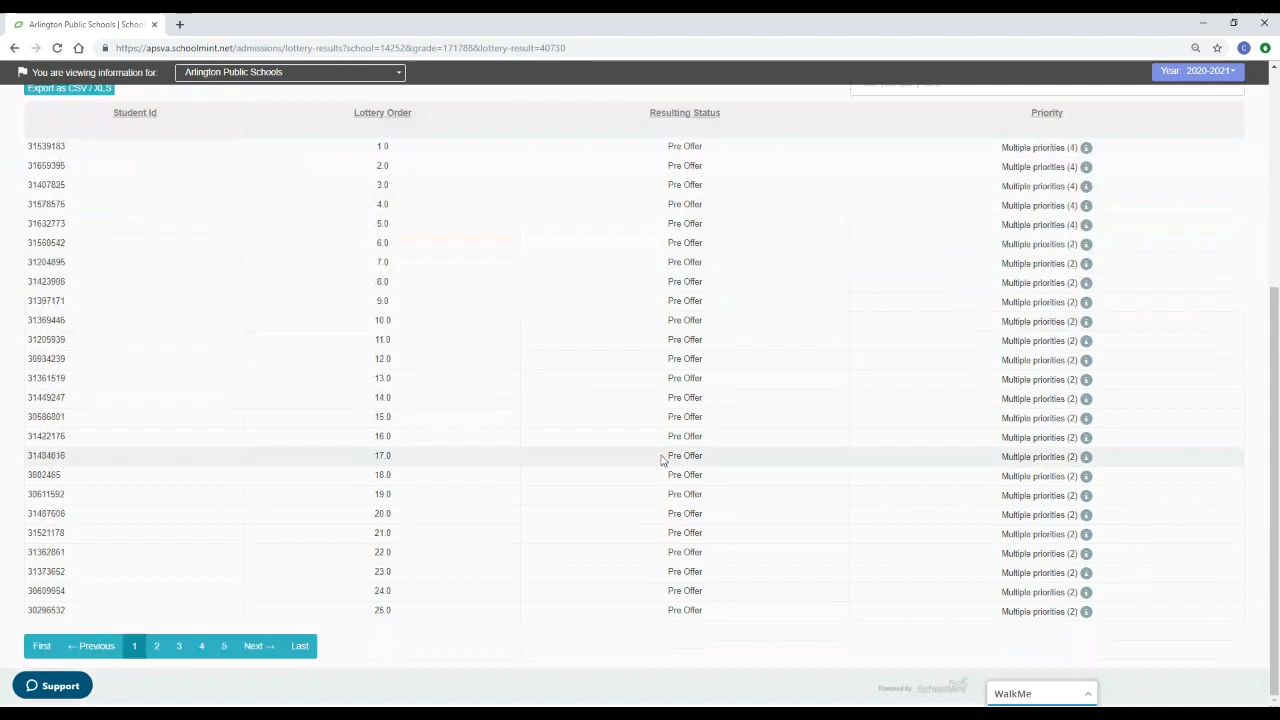 Arlington Public Schools | School
https://apsva.schoolmint.net/admissions/lottery-results?school=14252&grade=171788&lottery-result=40730
C
You are viewing information for: Arlington Public Schools Year: 2020-2021
Export as CSV / XLS
Student Id Lottery Order Resulting Status Priority
31539183 1.0 Pre Offer Multiple priorities (4)
31659395 2.0 Pre Offer Multiple priorities (4)
31407825 3.0 Pre Offer Multiple priorities (4)
31578575 4.0 Pre Offer Multiple priorities (4)
31632773 5.0 Pre Offer Multiple priorities (4)
31560542 6.0 Pre Offer Multiple priorities (2)
31204895 7.0 Pre Offer Multiple priorities (2)
31423906 8.0 Pre Offer Multiple priorities (2)
31397171 9.0 Pre Offer Multiple priorities (2)
31369446 10.0 Pre Offer Multiple priorities (2)
31205939 11.0 Pre Offer Multiple priorities (2)
30934239 12.0 Pre Offer Multiple priorities (2)
31361519 13.0 Pre Offer Multiple priorities (2)
31449247 14.0 Pre Offer Multiple priorities (2)
30586801 15.0 Pre Offer Multiple priorities (2)
31422176 16.0 Pre Offer Multiple priorities (2)
31484016 17.0 Pre Offer Multiple priorities (2)
3602465 18.0 Pre Offer Multiple priorities (2)
30611592 19.0 Pre Offer Multiple priorities (2)
31487606 20.0 Pre Offer Multiple priorities (2)
31521178 21.0 Pre Offer Multiple priorities (2)
31362861 22.0 Pre Offer Multiple priorities (2)
31373652 23.0 Pre Offer Multiple priorities (2)
30609954 24.0 Pre Offer Multiple priorities (2)
30296532 25.0 Pre Offer Multiple priorities (2)
First ← Previous 1 2 3 4 5 Next → Last
Support
Powered by SchoolMint
WalkMe